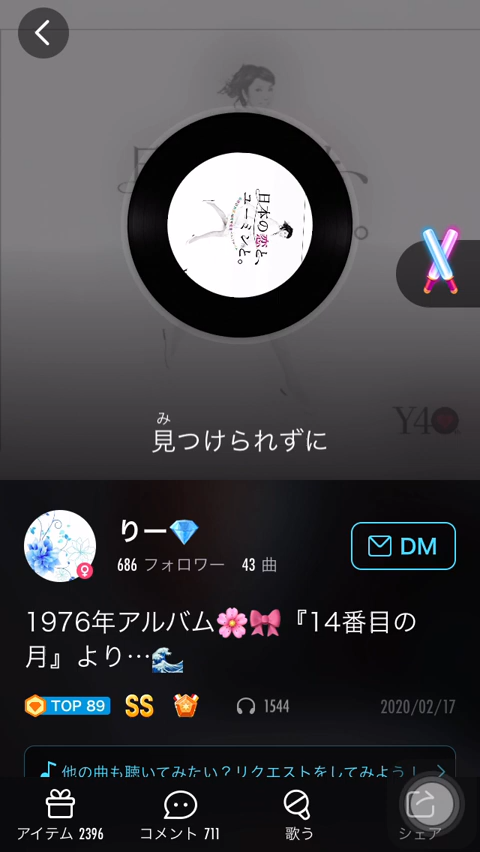 日本の恋と、
ユーミンと。
Y40
み
見つけられずに
りー💎
686 フォロワー 43 曲
DM
1976年アルバム🌸🎀『14番目の
月』より…🌊
TOP 89 SS 1544 2020/02/17
他の曲も聴いてみたい？リクエストをしてみよう！
アイテム 2396 コメント 711 歌う シェア